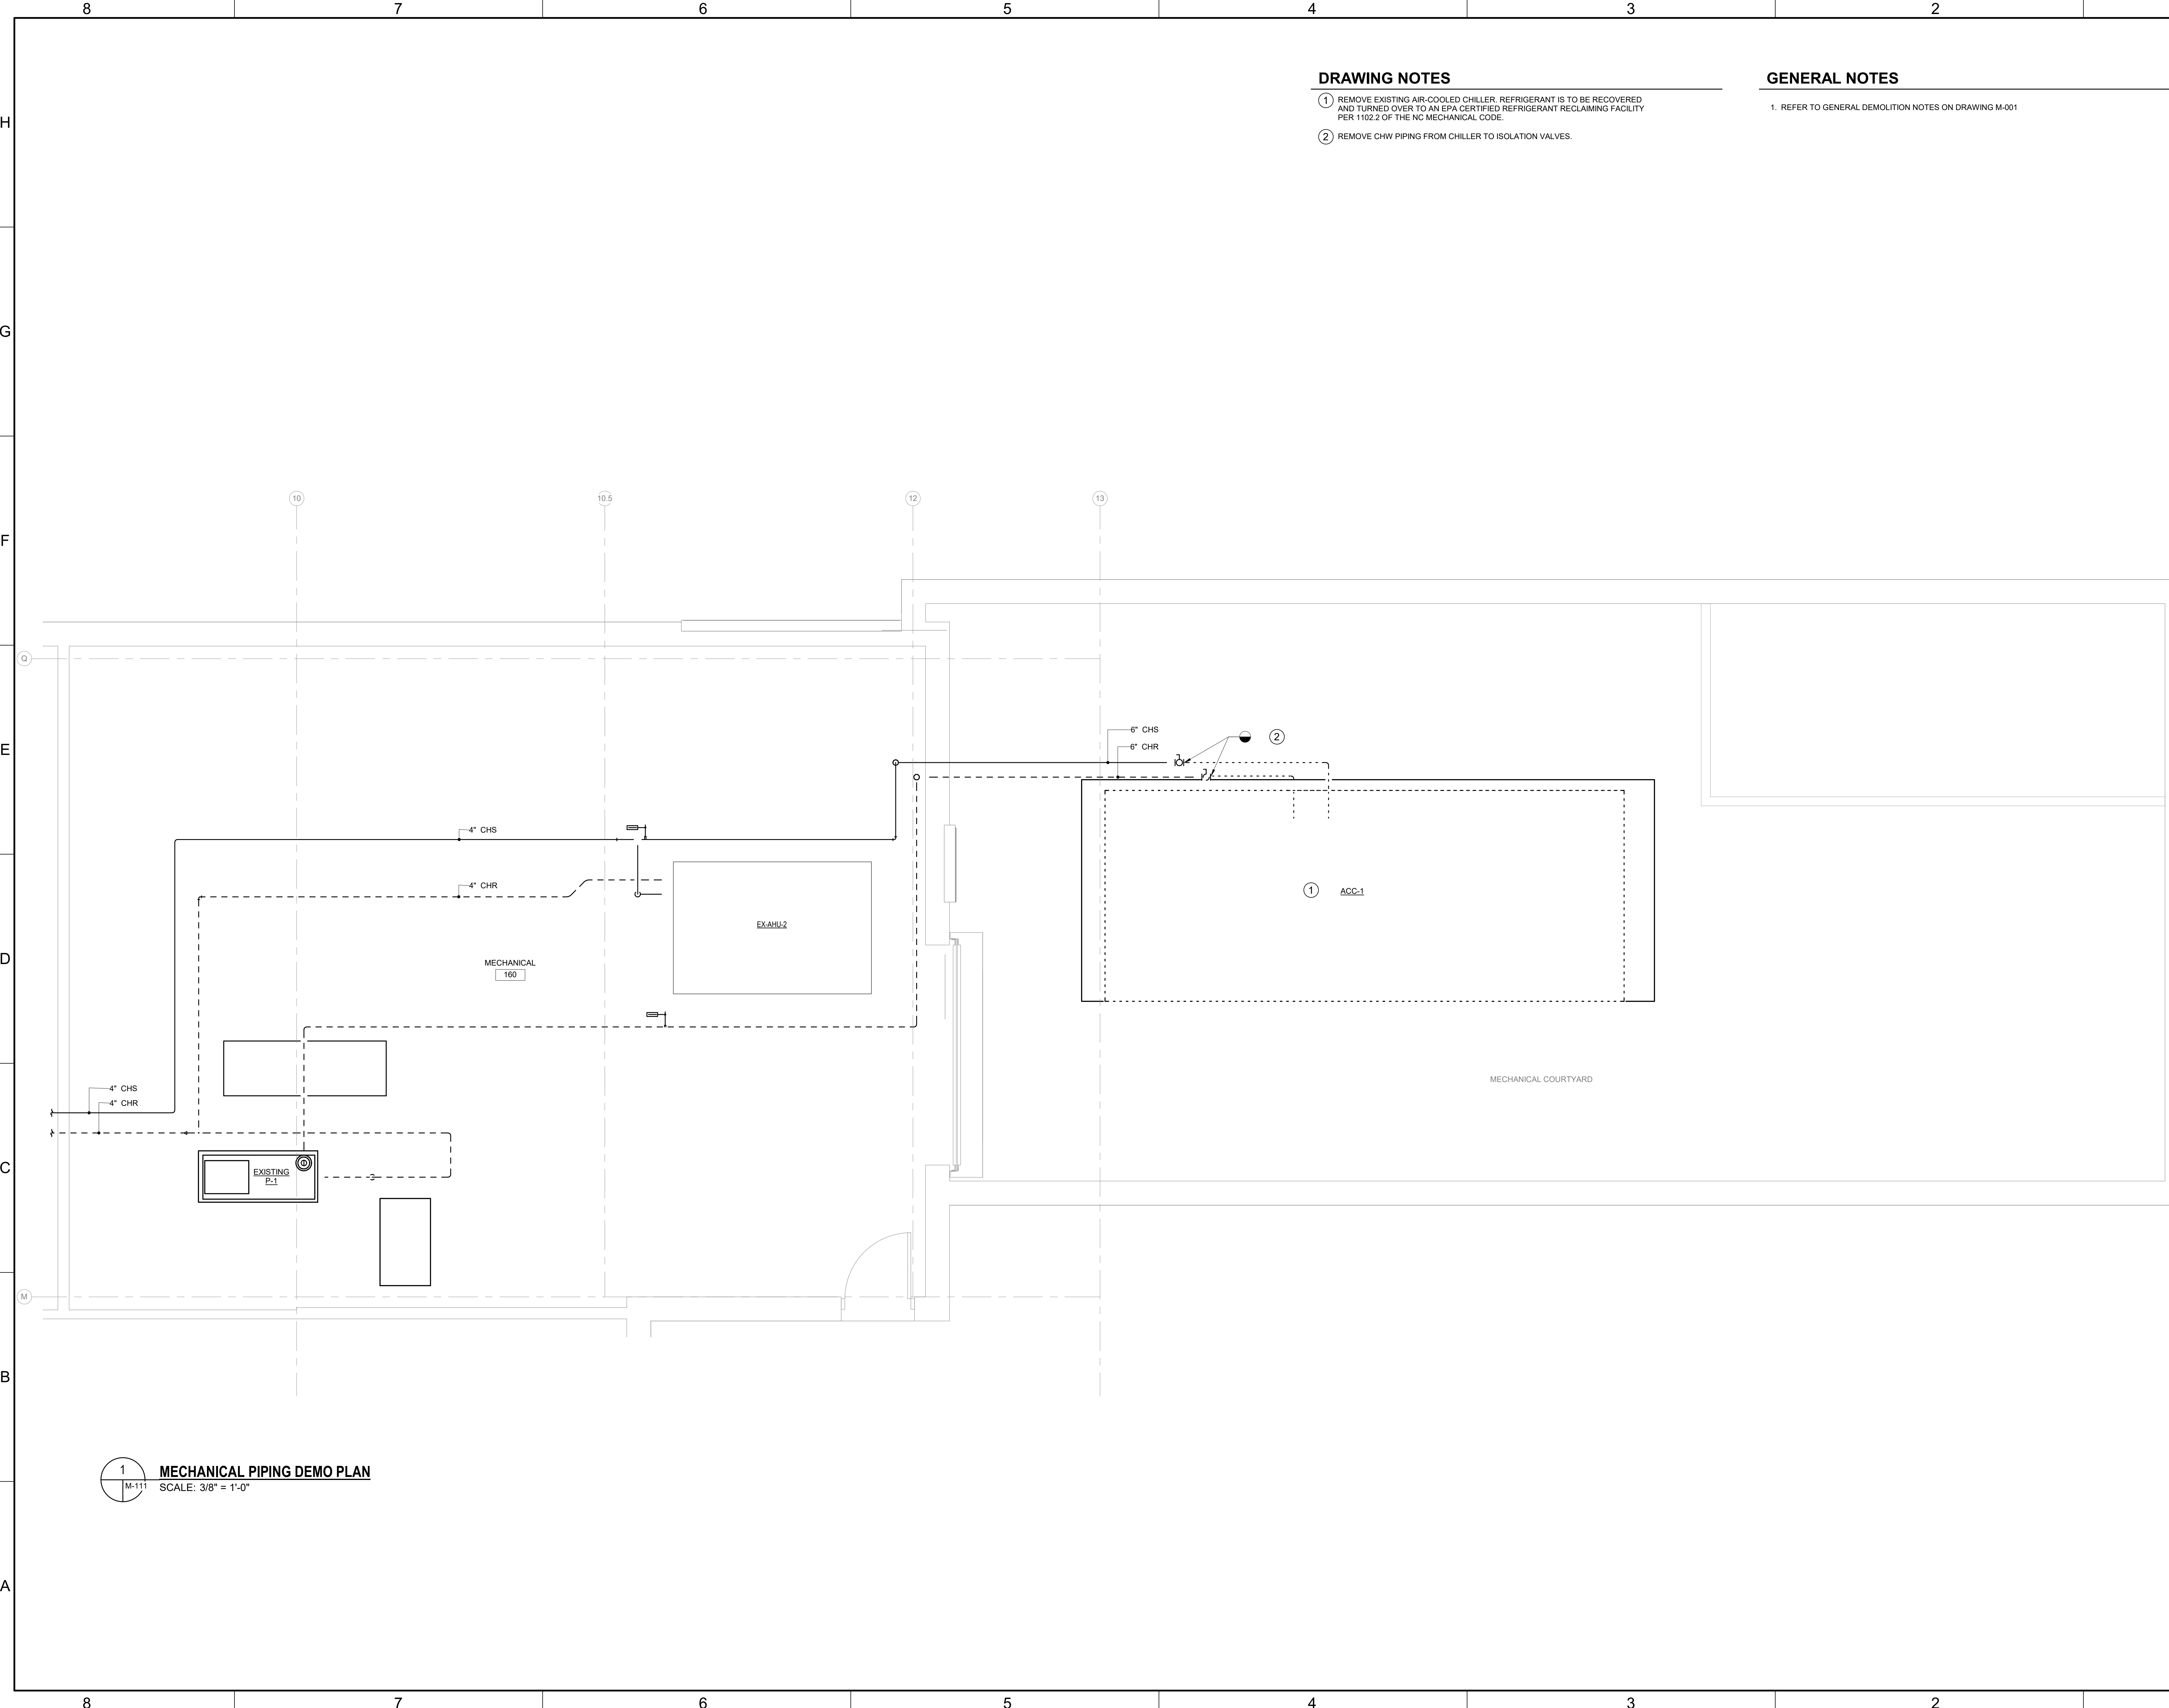 8 7 6 5 4 3 2
DRAWING NOTES
1 REMOVE EXISTING AIR-COOLED CHILLER. REFRIGERANT IS TO BE RECOVERED
AND TURNED OVER TO AN EPA CERTIFIED REFRIGERANT RECLAIMING FACILITY
PER 1102.2 OF THE NC MECHANICAL CODE.
2 REMOVE CHW PIPING FROM CHILLER TO ISOLATION VALVES.
GENERAL NOTES
1. REFER TO GENERAL DEMOLITION NOTES ON DRAWING M-001
H
G
F
E
D
C
B
A
10
10.5
12
13
Q
6" CHS
6" CHR
2
4" CHS
4" CHR
EX-AHU-2
1
ACC-1
MECHANICAL
160
MECHANICAL COURTYARD
4" CHS
4" CHR
EXISTING
P-1
M
1
M-111
MECHANICAL PIPING DEMO PLAN
SCALE: 3/8" = 1'-0"
8 7 6 5 4 3 2